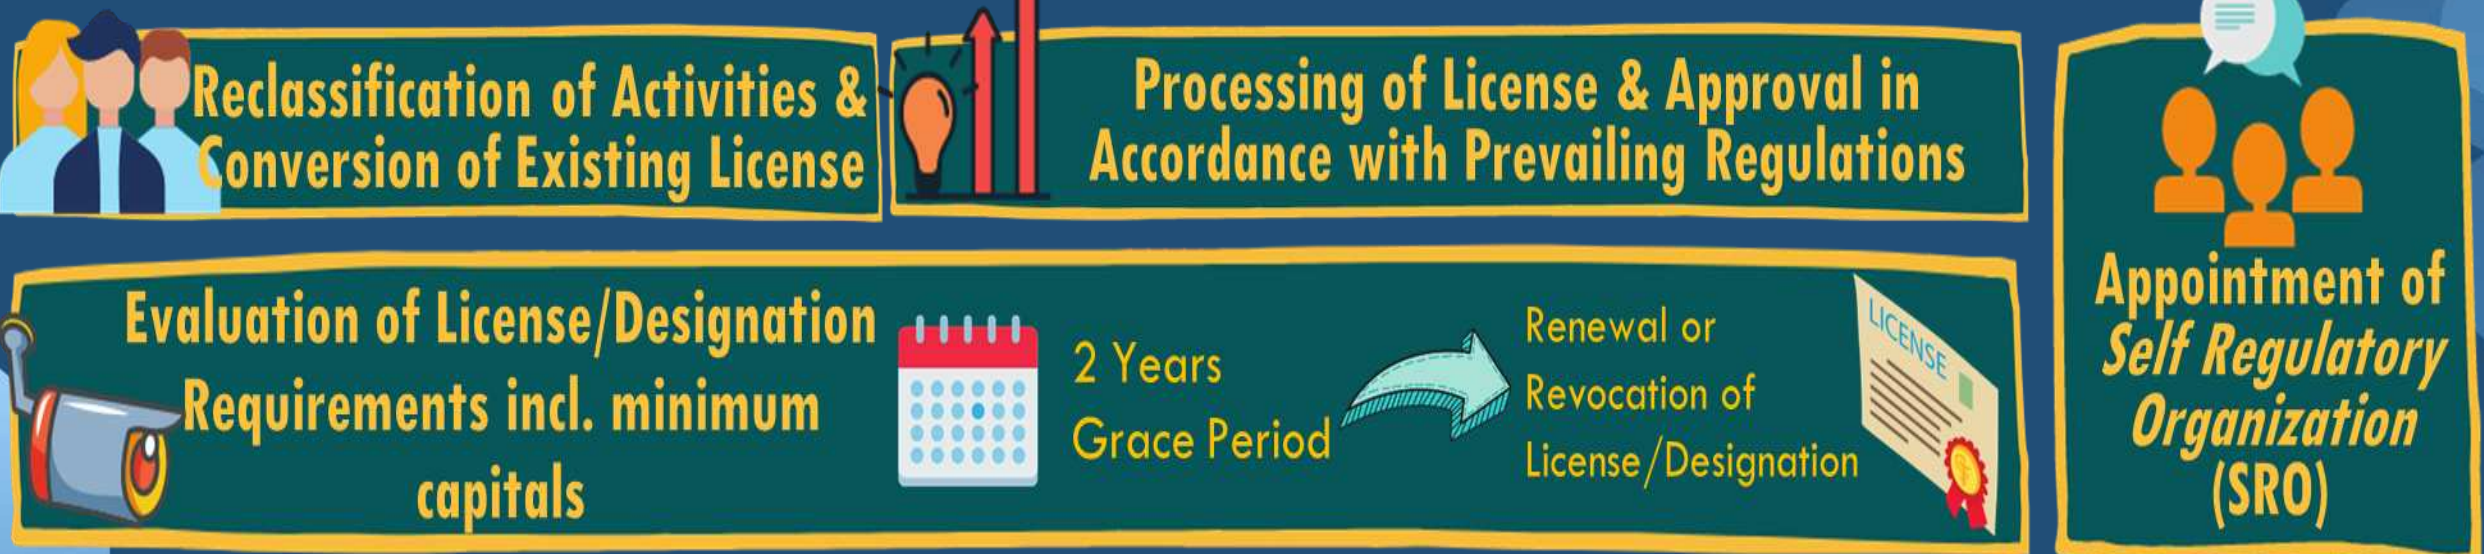 Reclassification of Activities &
Conversion of Existing License
Processing of License & Approval in
Accordance with Prevailing Regulations
Evaluation of License/Designation
Requirements incl. minimum
capitals
2 Years
Grace Period
Renewal or
Revocation of
License/Designation
LICENSE
Appointment of
Self Regulatory
Organization
(SRO)